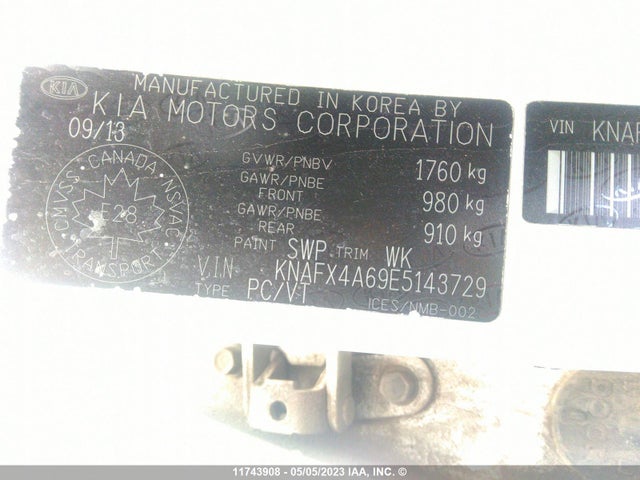 KIA
MANUFACTURED IN KOREA BY
KIA MOTORS CORPORATION
09/13
GVWR/PNBV 1760 kg
GAWR/PNBE FRONT 980 kg
GAWR/PNBE REAR 910 kg
PAINT SWP TRIM WK
V.I.N KNAFX4A69E5143729
TYPE PC/VT ICES/NMB-002
CMVSS · CANADA · NSVAC
E28
TRANSPORT
VIN KNAF
11743908 - 05/05/2023 IAA, INC.©